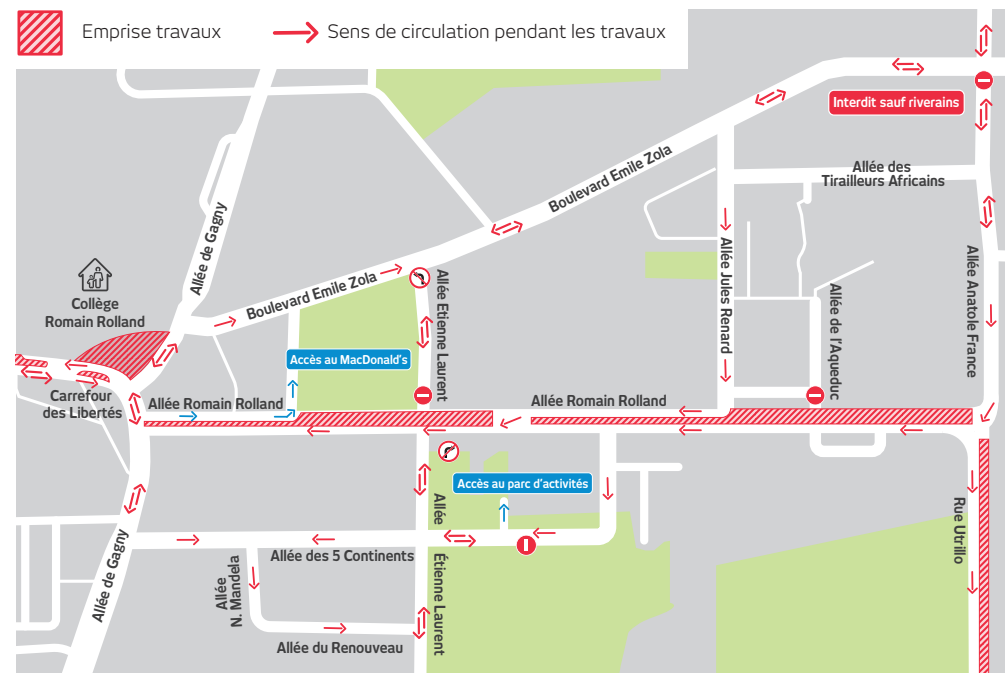 Emprise travaux
Sens de circulation pendant les travaux
Interdit sauf riverains
Allée des
Tirailleurs Africains
Boulevard Emile Zola
Allée de Gagny
Collège
Romain Rolland
Boulevard Emile Zola
Allée Etienne Laurent
Allée Jules Renard
Allée de l'Aqueduc
Allée Anatole France
Accès au MacDonald's
Carrefour
des Libertés
Allée Romain Rolland
Allée Romain Rolland
Accès au parc d'activités
Allée
Étienne Laurent
Rue Utrillo
Allée de Gagny
Allée des 5 Continents
Allée
N. Mandela
Allée du Renouveau